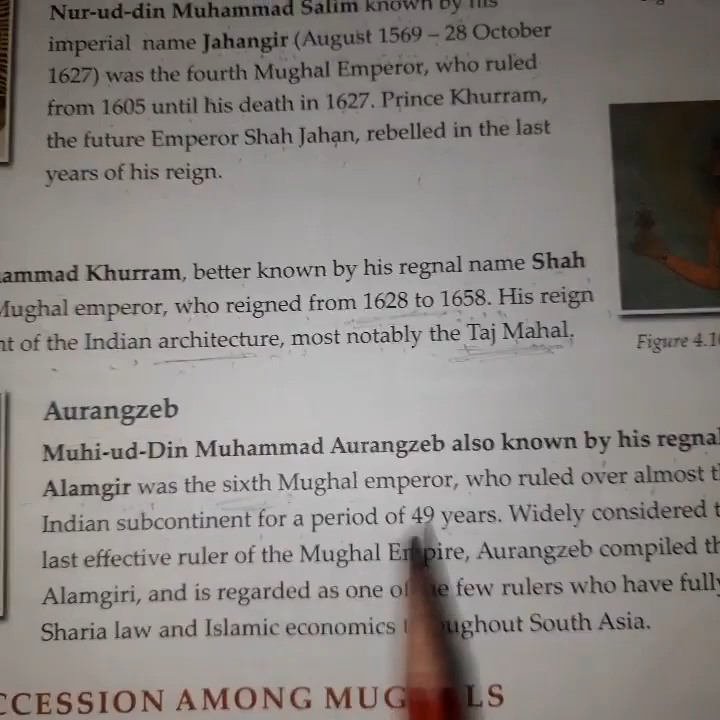 Nur-ud-din Muhammad Salim known by his
imperial name Jahangir (August 1569 – 28 October
1627) was the fourth Mughal Emperor, who ruled
from 1605 until his death in 1627. Prince Khurram,
the future Emperor Shah Jahan, rebelled in the last
years of his reign.
ammad Khurram, better known by his regnal name Shah
Mughal emperor, who reigned from 1628 to 1658. His reign
nt of the Indian architecture, most notably the Taj Mahal.
Figure 4.1
Aurangzeb
Muhi-ud-Din Muhammad Aurangzeb also known by his regnal
Alamgir was the sixth Mughal emperor, who ruled over almost t
Indian subcontinent for a period of 49 years. Widely considered t
last effective ruler of the Mughal Empire, Aurangzeb compiled th
Alamgiri, and is regarded as one of the few rulers who have fully
Sharia law and Islamic economics throughout South Asia.
CCESSION AMONG MUGHALS